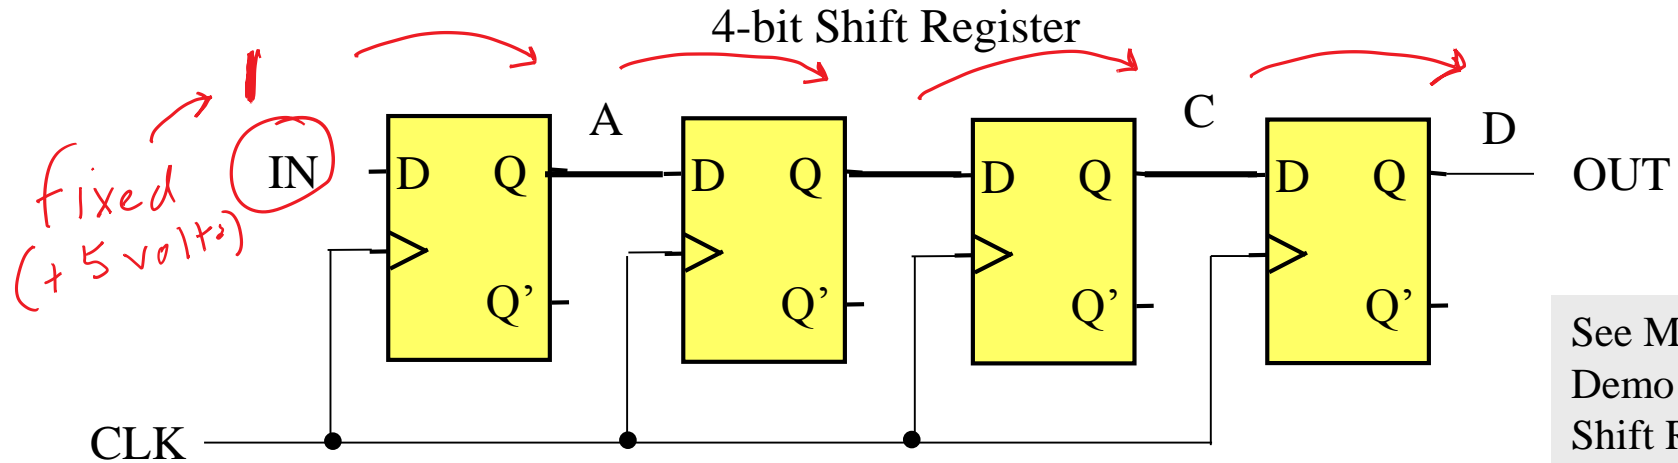 4-bit Shift Register
1
fixed
(+ 5 volts)
IN
A
C
D
OUT
D Q
D Q
D Q
D Q
Q’
Q’
Q’
Q’
CLK
See M
Demo
Shift R